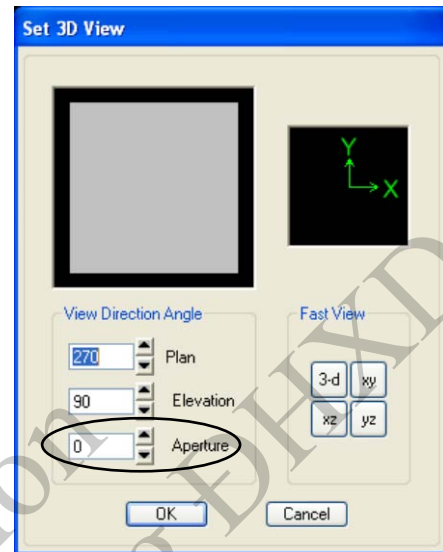 Set 3D View
Y
X
View Direction Angle
270 Plan
90 Elevation
0 Aperture
Fast View
3-d xy
xz yz
OK Cancel
ĐHXD